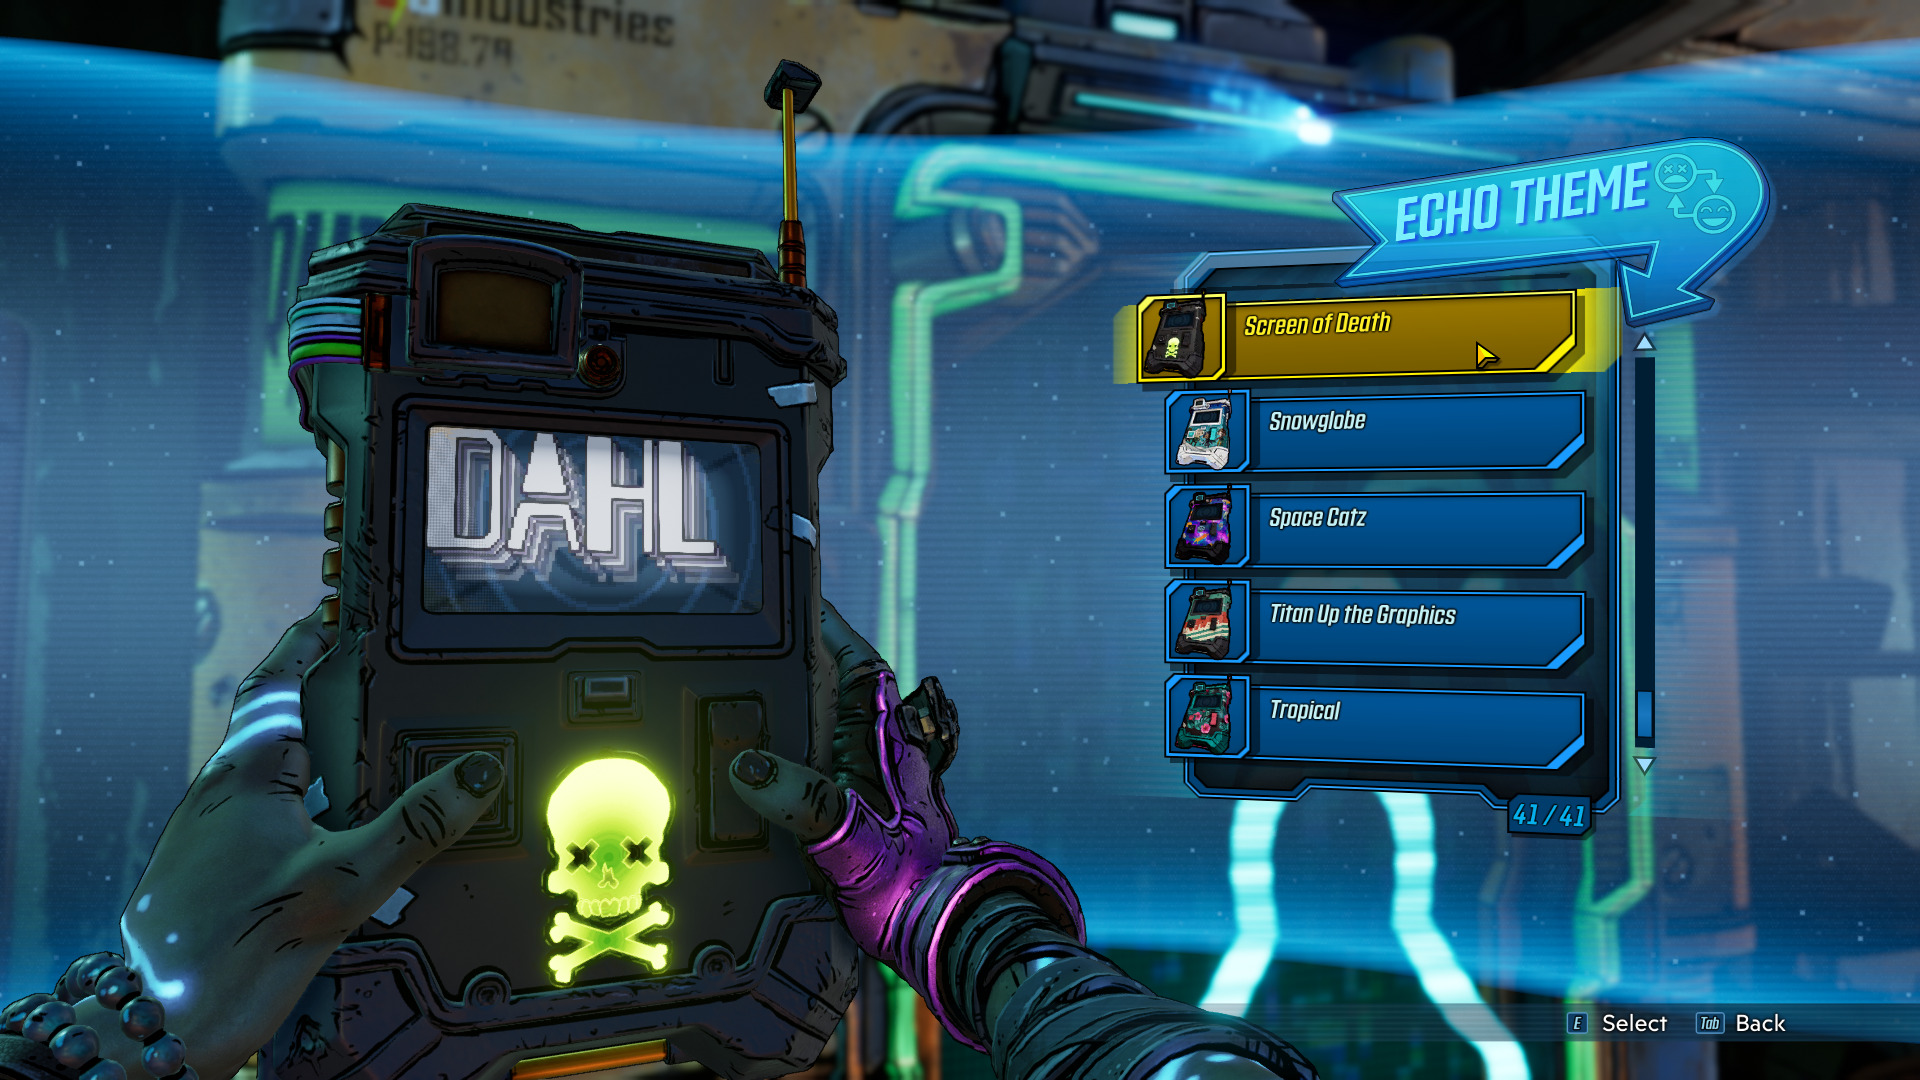 Industries
P-198.79
ECHO THEME
DAHL
Screen of Death
Snowglobe
Space Catz
Titan Up the Graphics
Tropical
41/41
E Select Tab Back